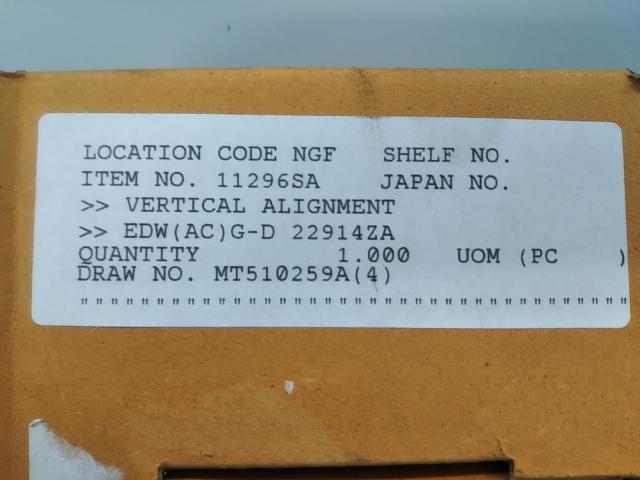 LOCATION CODE NGF SHELF NO.
ITEM NO. 11296SA JAPAN NO.
>> VERTICAL ALIGNMENT
>> EDW(AC)G-D 22914ZA
QUANTITY 1.000 UOM (PC )
DRAW NO. MT510259A(4)
" " " " " " " " " " " " " " " " " " " " " " " " " " " " " " " " " " " " "